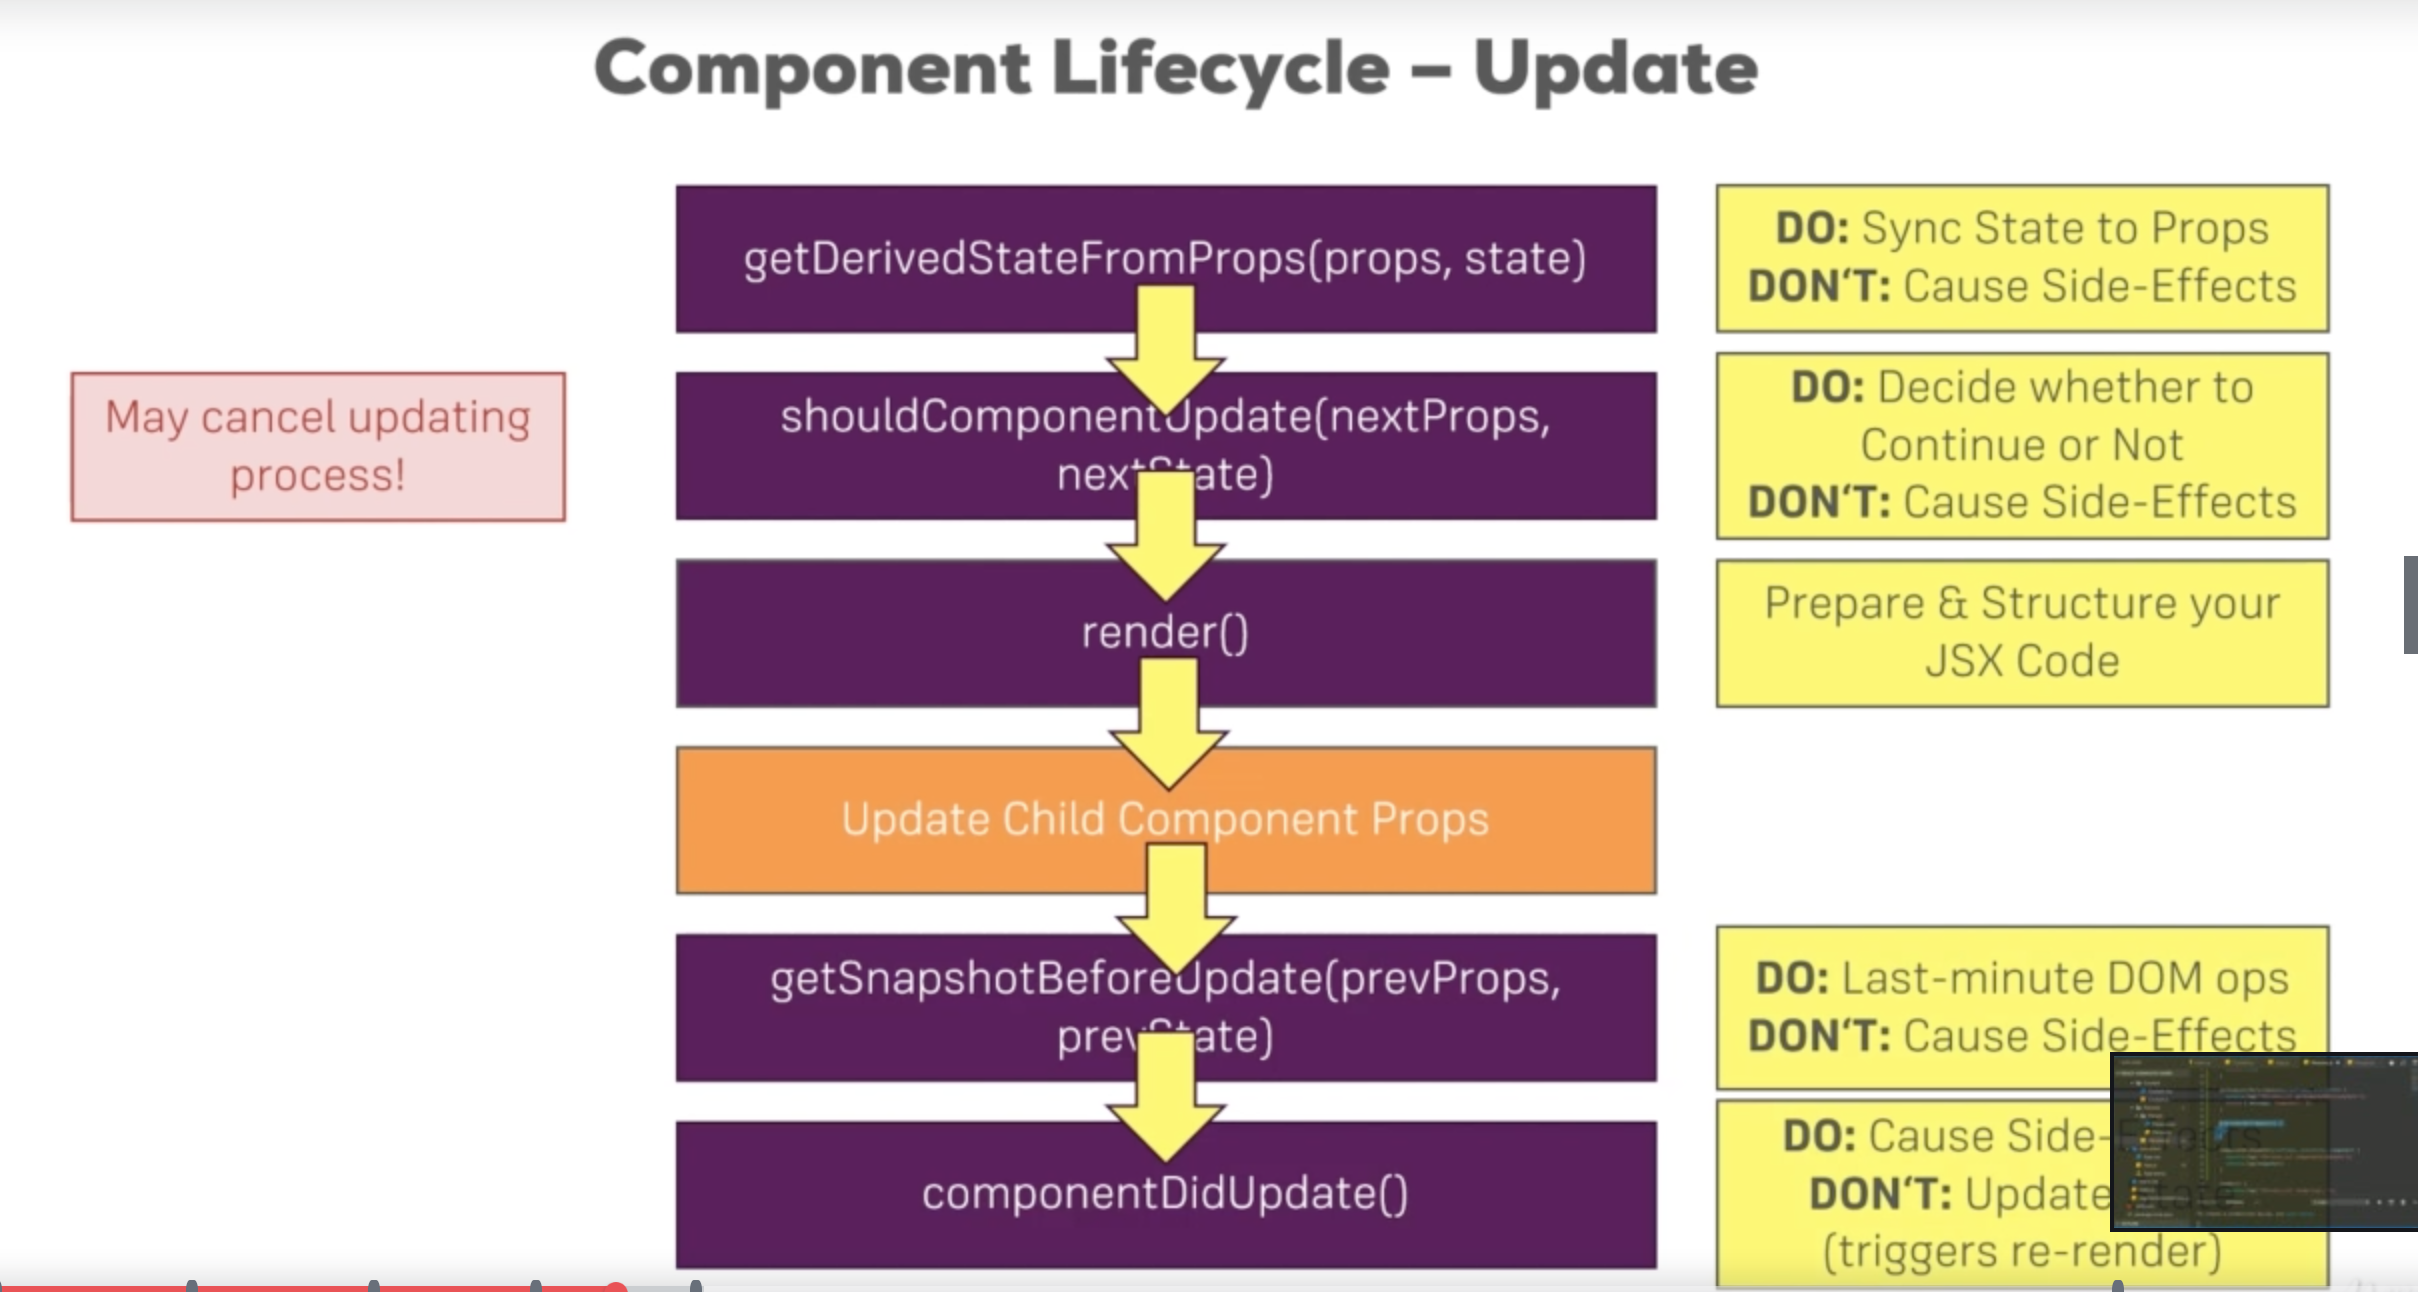 Component Lifecycle – Update
getDerivedStateFromProps(props, state)
DO: Sync State to Props
DON‘T: Cause Side-Effects
May cancel updating
process!
shouldComponentUpdate(nextProps,
nextState)
DO: Decide whether to
Continue or Not
DON‘T: Cause Side-Effects
render()
Prepare & Structure your
JSX Code
Update Child Component Props
getSnapshotBeforeUpdate(prevProps,
prevState)
DO: Last-minute DOM ops
DON‘T: Cause Side-Effects
componentDidUpdate()
DO: Cause Side-Effects
DON‘T: Update State
(triggers re-render)